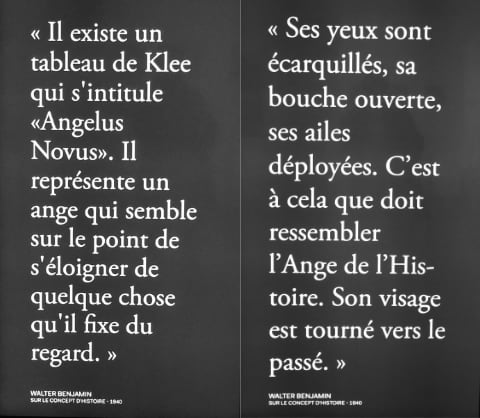 « Il existe un
tableau de Klee
qui s'intitule
«Angelus
Novus». Il
représente un
ange qui semble
sur le point de
s'éloigner de
quelque chose
qu'il fixe du
regard. »
WALTER BENJAMIN
SUR LE CONCEPT D'HISTOIRE - 1940
« Ses yeux sont
écarquillés, sa
bouche ouverte,
ses ailes
déployées. C’est
à cela que doit
ressembler
l’Ange de l’His-
toire. Son visage
est tourné vers le
passé. »
WALTER BENJAMIN
SUR LE CONCEPT D'HISTOIRE - 1940